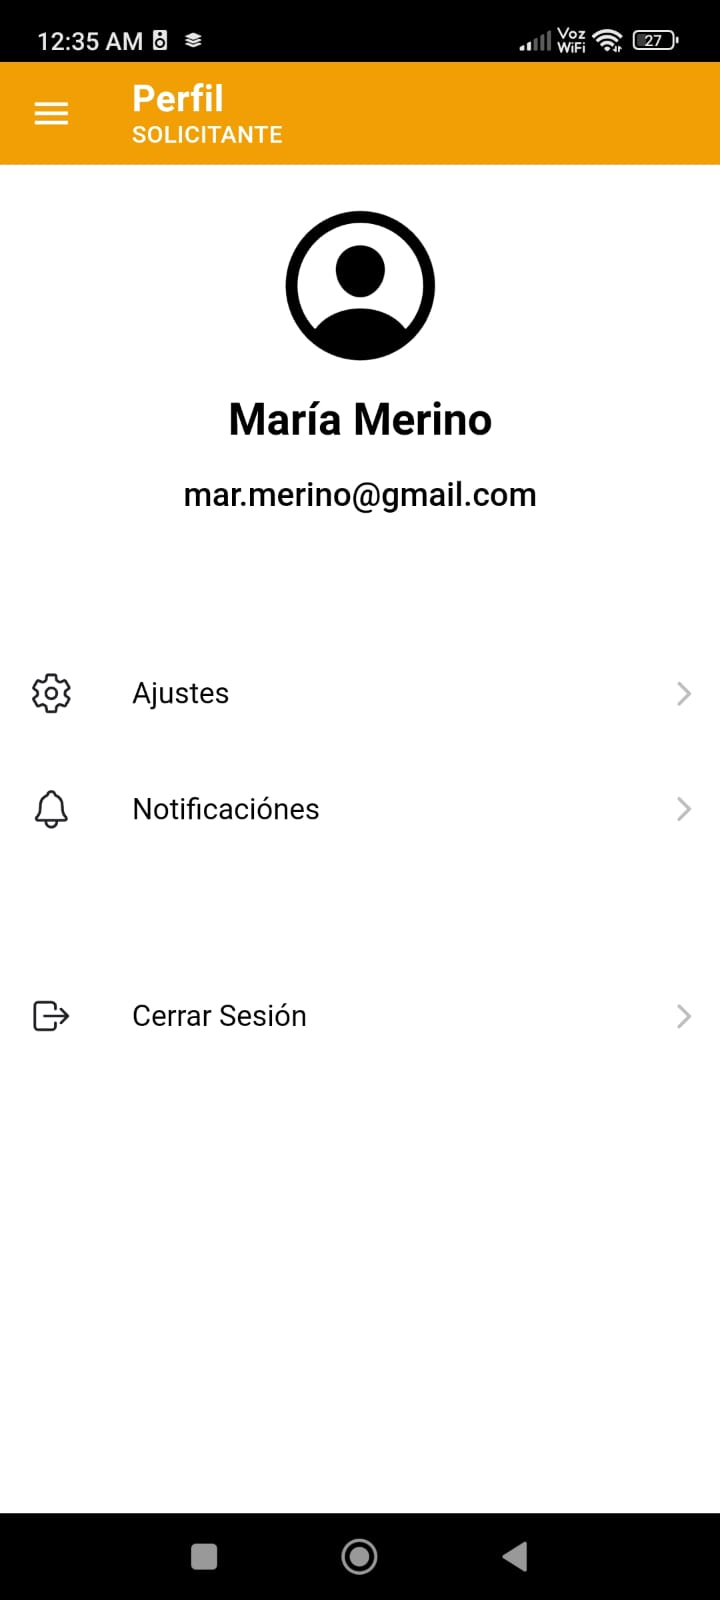 12:35 AM
Voz
WiFi
27
Perfil
SOLICITANTE
María Merino
mar.merino@gmail.com
Ajustes
Notificaciónes
Cerrar Sesión